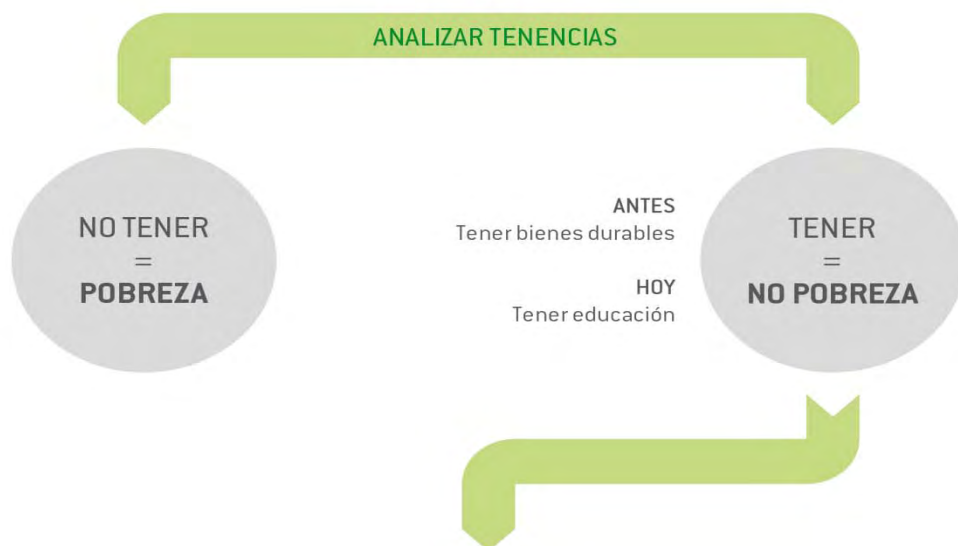 ANALIZAR TENENCIAS
NO TENER
=
POBREZA
ANTES
Tener bienes durables
HOY
Tener educación
TENER
=
NO POBREZA